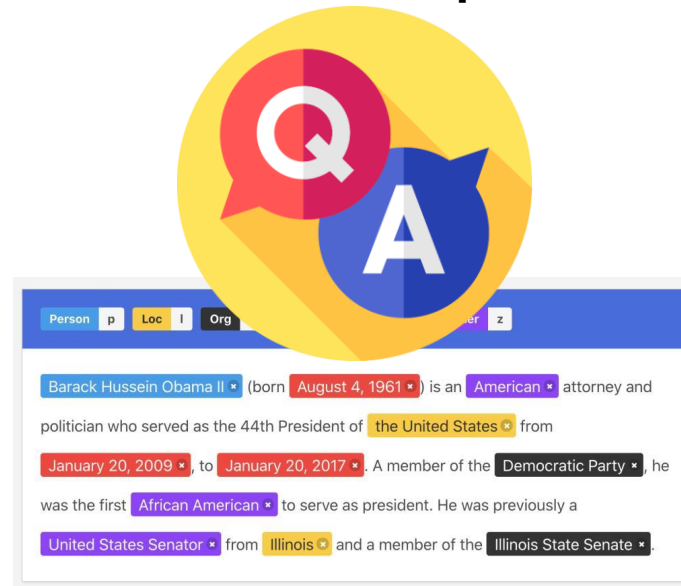 Q
A
Person p Loc l Org z
Barack Hussein Obama II × (born August 4, 1961 ×) is an American × attorney and
politician who served as the 44th President of the United States × from
January 20, 2009 ×, to January 20, 2017 ×. A member of the Democratic Party ×, he
was the first African American × to serve as president. He was previously a
United States Senator × from Illinois × and a member of the Illinois State Senate ×.